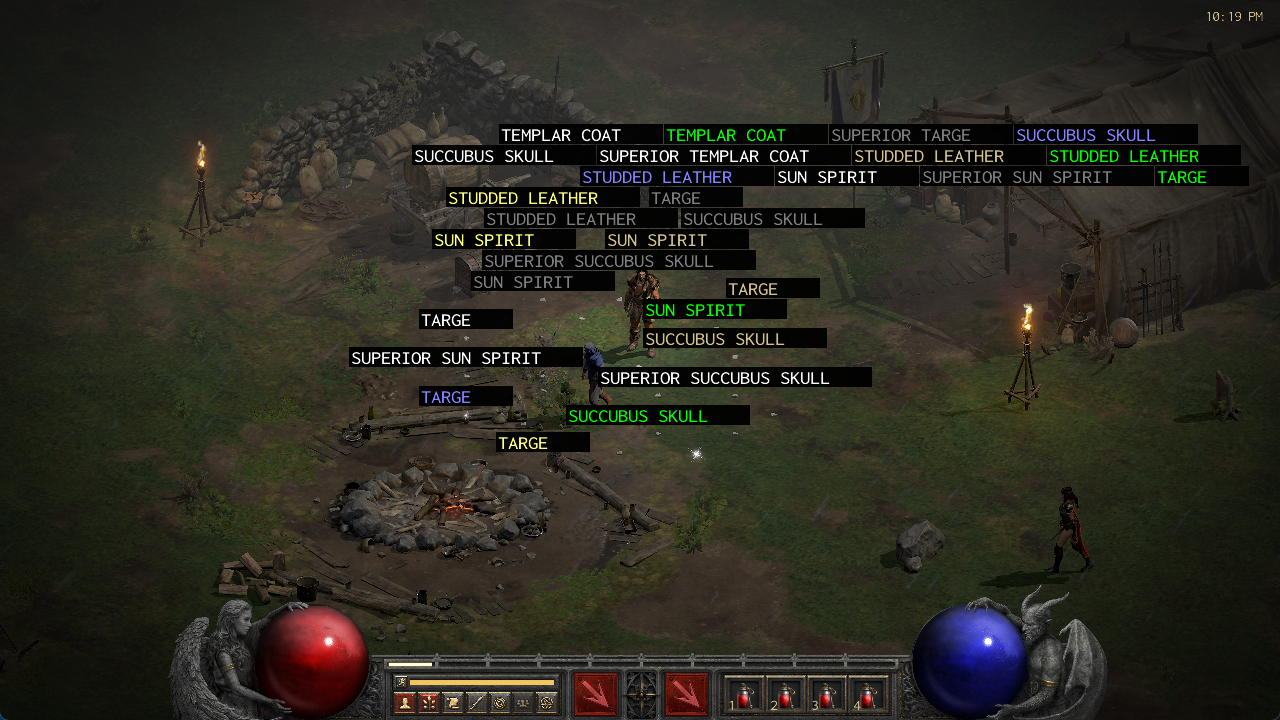 10:19 PM
TEMPLAR COAT TEMPLAR COAT SUPERIOR TARGE SUCCUBUS SKULL
SUCCUBUS SKULL SUPERIOR TEMPLAR COAT STUDDED LEATHER STUDDED LEATHER
STUDDED LEATHER SUN SPIRIT SUPERIOR SUN SPIRIT TARGE
STUDDED LEATHER TARGE
STUDDED LEATHER SUCCUBUS SKULL
SUN SPIRIT SUN SPIRIT
SUPERIOR SUCCUBUS SKULL
SUN SPIRIT TARGE
SUN SPIRIT
TARGE
SUCCUBUS SKULL
SUPERIOR SUN SPIRIT
SUPERIOR SUCCUBUS SKULL
TARGE
SUCCUBUS SKULL
TARGE
1 2 3 4